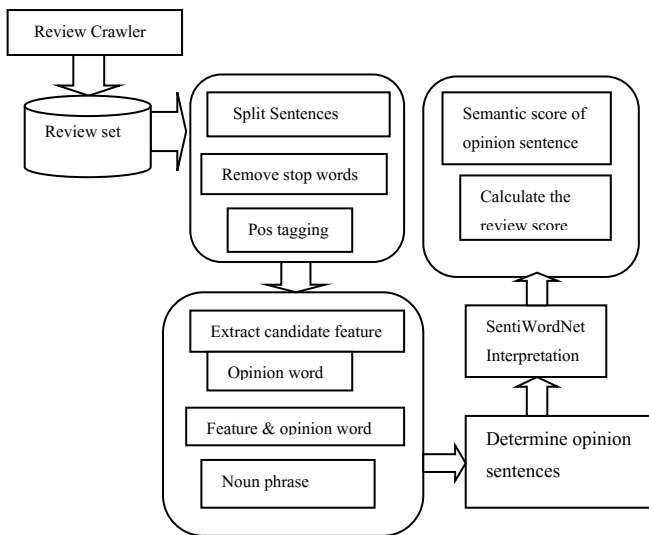 Review Crawler
Review set
Split Sentences
Remove stop words
Pos tagging
Extract candidate feature
Opinion word
Feature & opinion word
Noun phrase
Determine opinion
sentences
SentiWordNet
Interpretation
Semantic score of
opinion sentence
Calculate the
review score